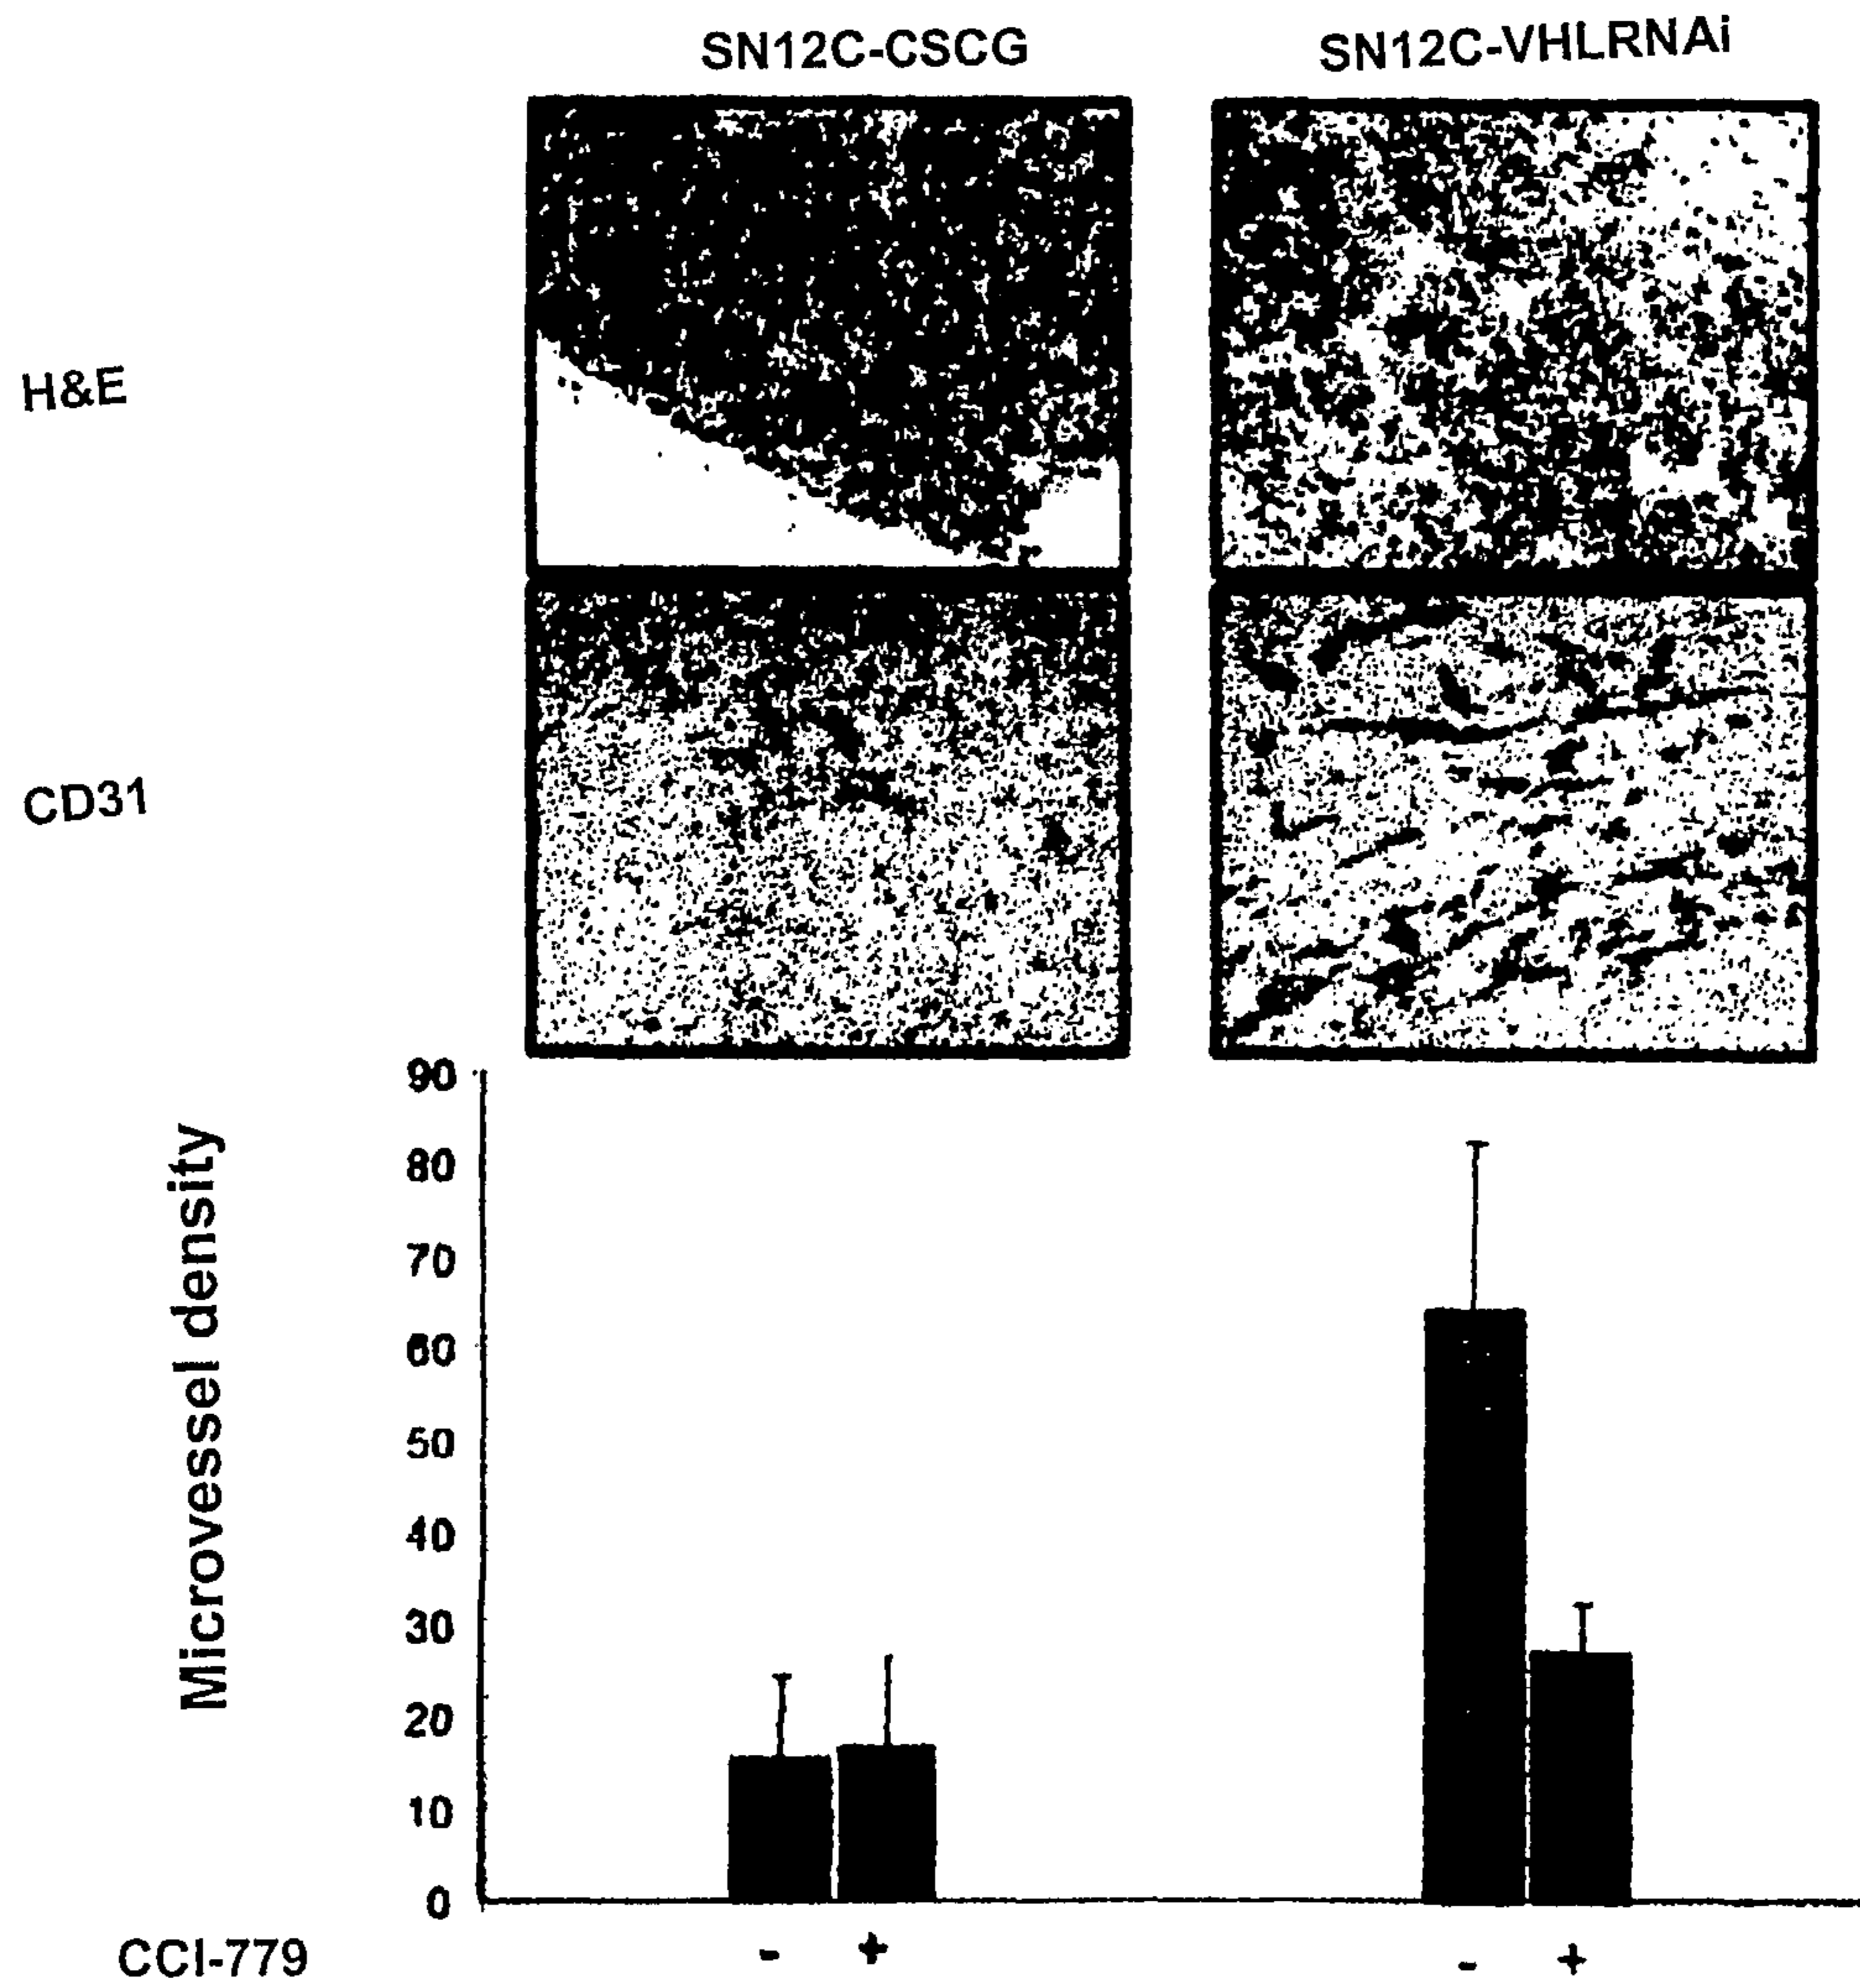 SN12C-CSCG
SN12C-VHLRNAi
H&E
CD31
Microvessel density
90
80
70
60
50
40
30
20
10
0
CCI-779
- +
- +